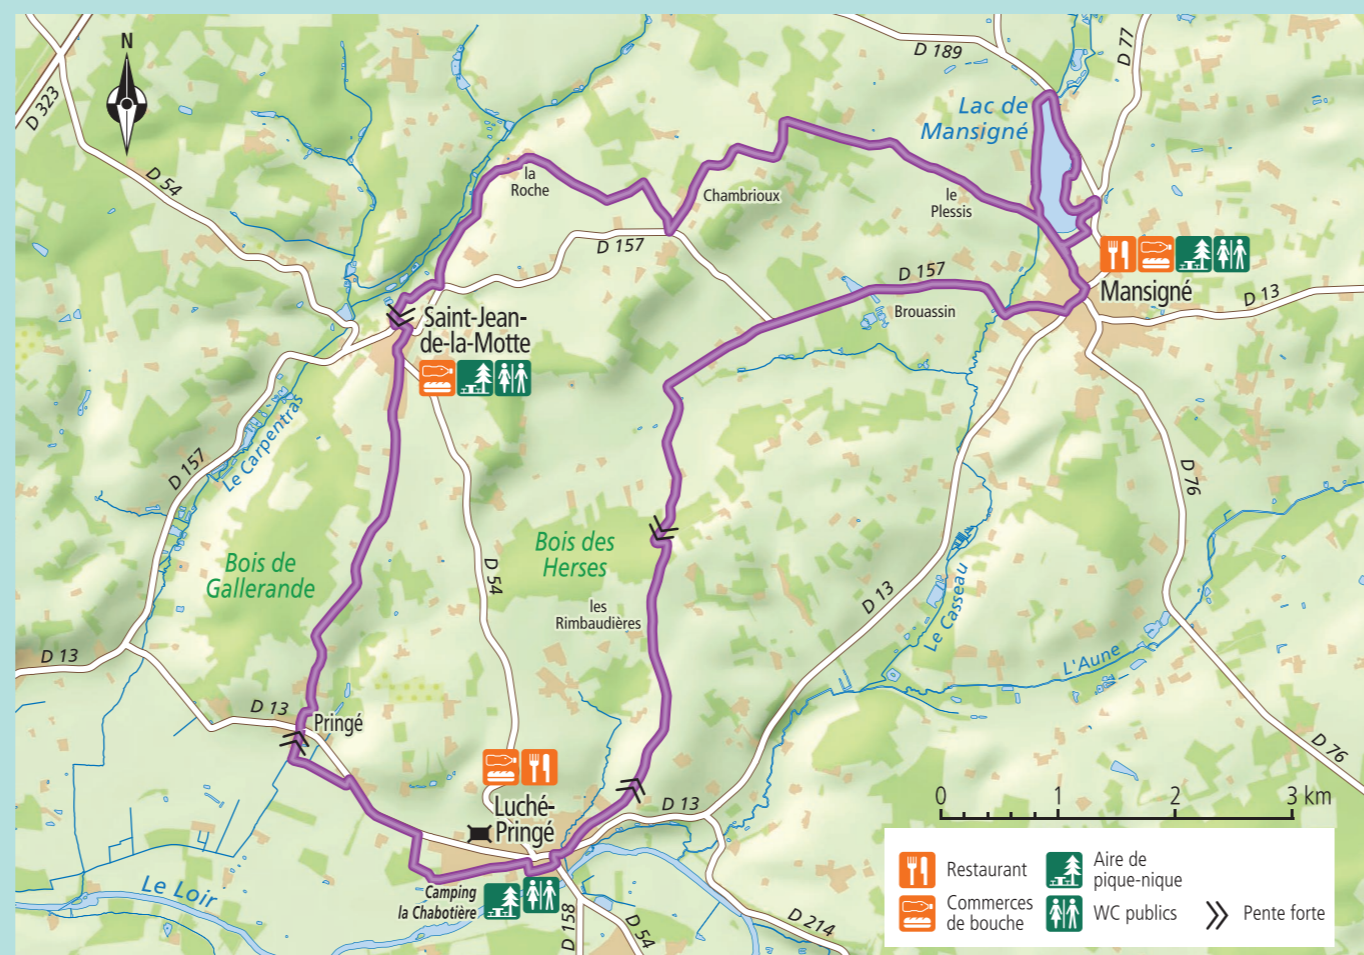 N
D 189
D 77
D 323
Lac de
Mansigné
D 54
la
Roche
Chambrioux
le
Plessis
D 157
D 157
Mansigné
D 13
Brouassin
Saint-Jean-
de-la-Motte
Le Carpentras
D 157
D 76
Bois de
Gallerande
Bois des
Herses
D 54
les
Rimbaudières
D 13
Le Casseau
L'Aune
D 13
D 13
Pringé
D 76
Luché-
Pringé
D 13
0 1 2 3 km
Le Loir
Camping
la Chabotière
D 158
D 54
D 214
Restaurant
Aire de
pique-nique
Commerces
de bouche
WC publics
Pente forte